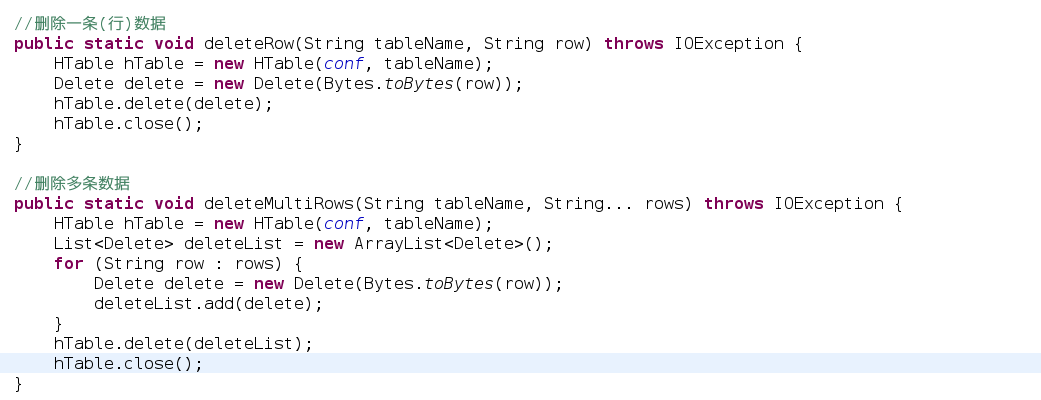 //删除一条(行)数据
public static void deleteRow(String tableName, String row) throws IOException {
    HTable hTable = new HTable(conf, tableName);
    Delete delete = new Delete(Bytes.toBytes(row));
    hTable.delete(delete);
    hTable.close();
}

//删除多条数据
public static void deleteMultiRows(String tableName, String... rows) throws IOException {
    HTable hTable = new HTable(conf, tableName);
    List<Delete> deleteList = new ArrayList<Delete>();
    for (String row : rows) {
        Delete delete = new Delete(Bytes.toBytes(row));
        deleteList.add(delete);
    }
    hTable.delete(deleteList);
    hTable.close();
}